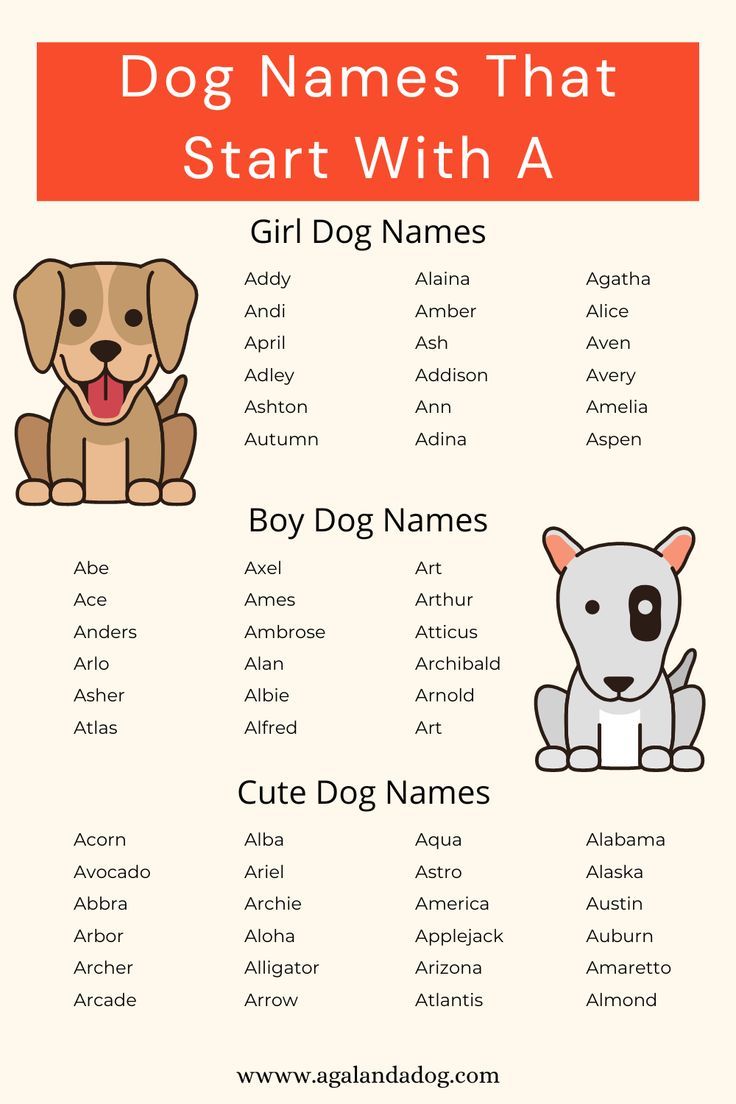 Dog Names That
Start With A
Girl Dog Names
Addy Alaina Agatha
Andi Amber Alice
April Ash Aven
Adley Addison Avery
Ashton Ann Amelia
Autumn Adina Aspen
Boy Dog Names
Abe Axel Art
Ace Ames Arthur
Anders Ambrose Atticus
Arlo Alan Archibald
Asher Albie Arnold
Atlas Alfred Art
Cute Dog Names
Acorn Alba Aqua Alabama
Avocado Ariel Astro Alaska
Abbra Archie America Austin
Arbor Aloha Applejack Auburn
Archer Alligator Arizona Amaretto
Arcade Arrow Atlantis Almond
www.agalandadog.com